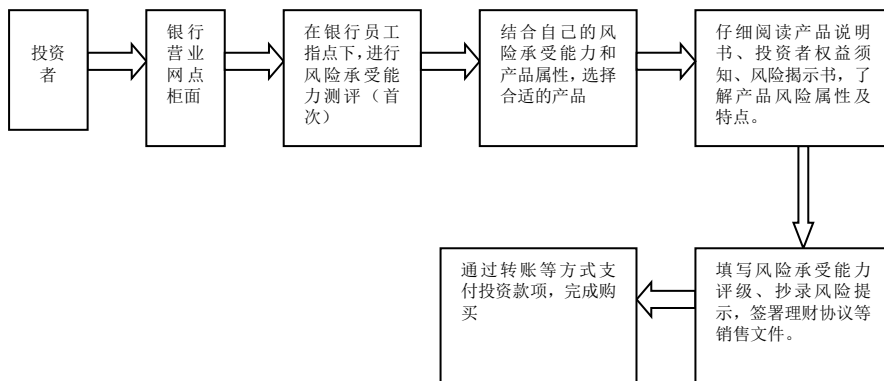 投资
者
银行
营业
网点
柜面
在银行员工
指点下，进行
风险承受能
力测评（首
次）
结合自己的风
险承受能力和
产品属性，选择
合适的产品
仔细阅读产品说明
书、投资者权益须
知、风险揭示书，了
解产品风险属性及
特点。
填写风险承受能力
评级、抄录风险提
示，签署理财协议等
销售文件。
通过转账等方式支
付投资款项，完成购
买